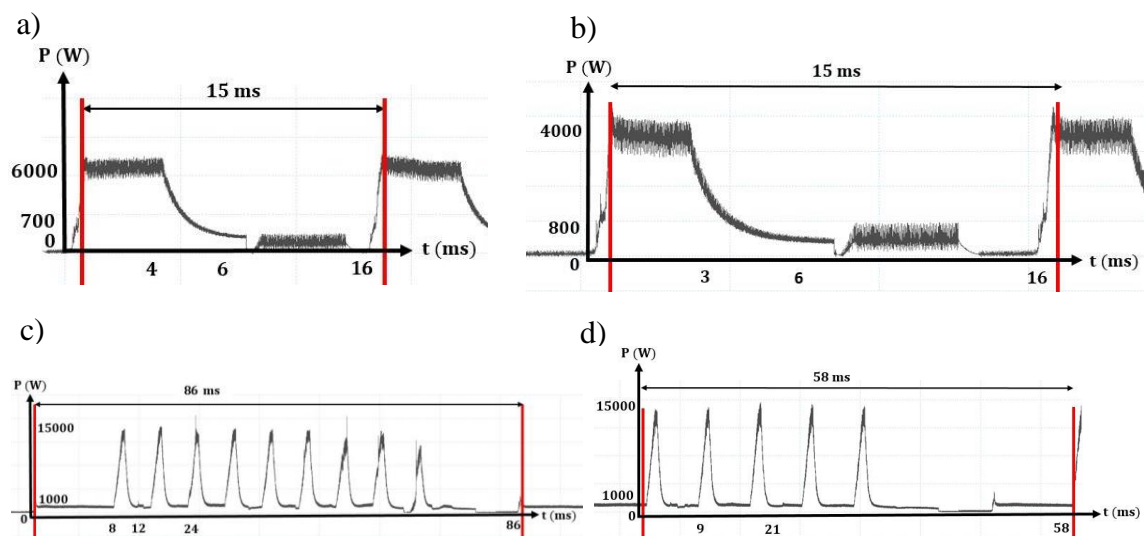 a)
P (W)
15 ms
6000
700
0
4 6 16
t (ms)
b)
P (W)
15 ms
4000
800
0
3 6 16
t (ms)
c)
P (W)
86 ms
15000
1000
0
8 12 24 86
t (ms)
d)
P (W)
58 ms
15000
1000
0
9 21 58
t (ms)